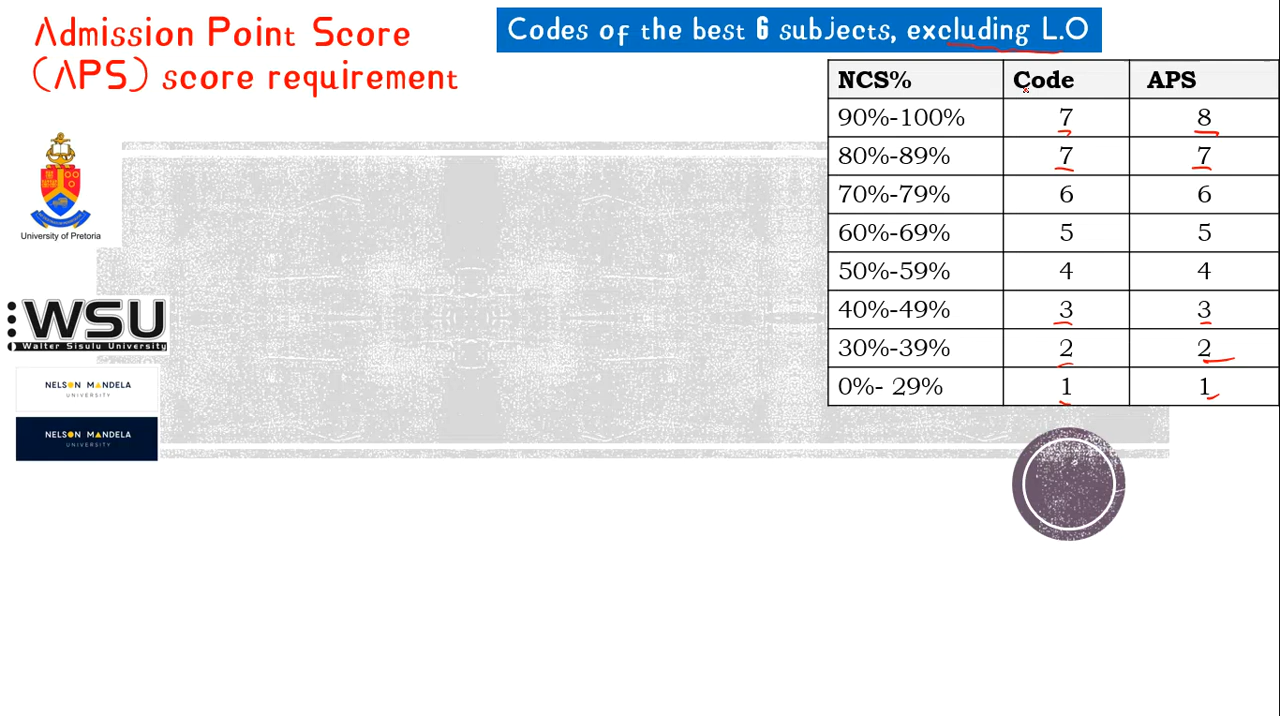 Admission Point Score
(APS) score requirement
Codes of the best 6 subjects, excluding L.O
NCS% Code APS
90%-100% 7 8
80%-89% 7 7
70%-79% 6 6
60%-69% 5 5
50%-59% 4 4
40%-49% 3 3
30%-39% 2 2
0%- 29% 1 1
University of Pretoria
WSU
Walter Sisulu University
NELSON MANDELA
UNIVERSITY
NELSON MANDELA
UNIVERSITY